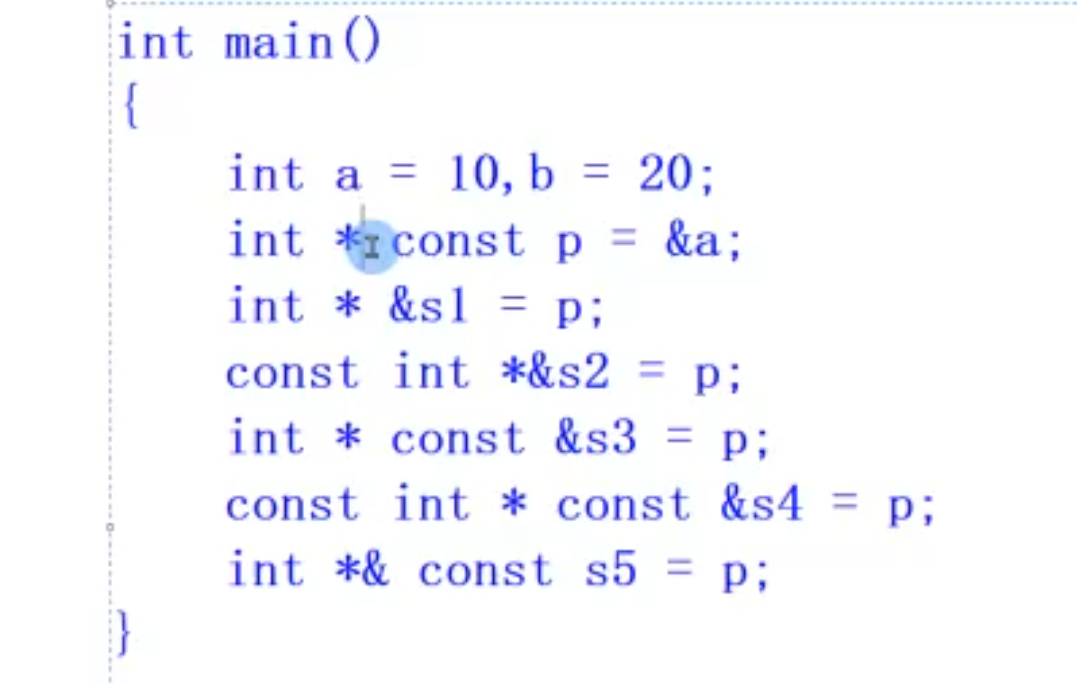 int main()
{
int a = 10,b = 20;
int * const p = &a;
int * &s1 = p;
const int *&s2 = p;
int * const &s3 = p;
const int * const &s4 = p;
int *& const s5 = p;
}